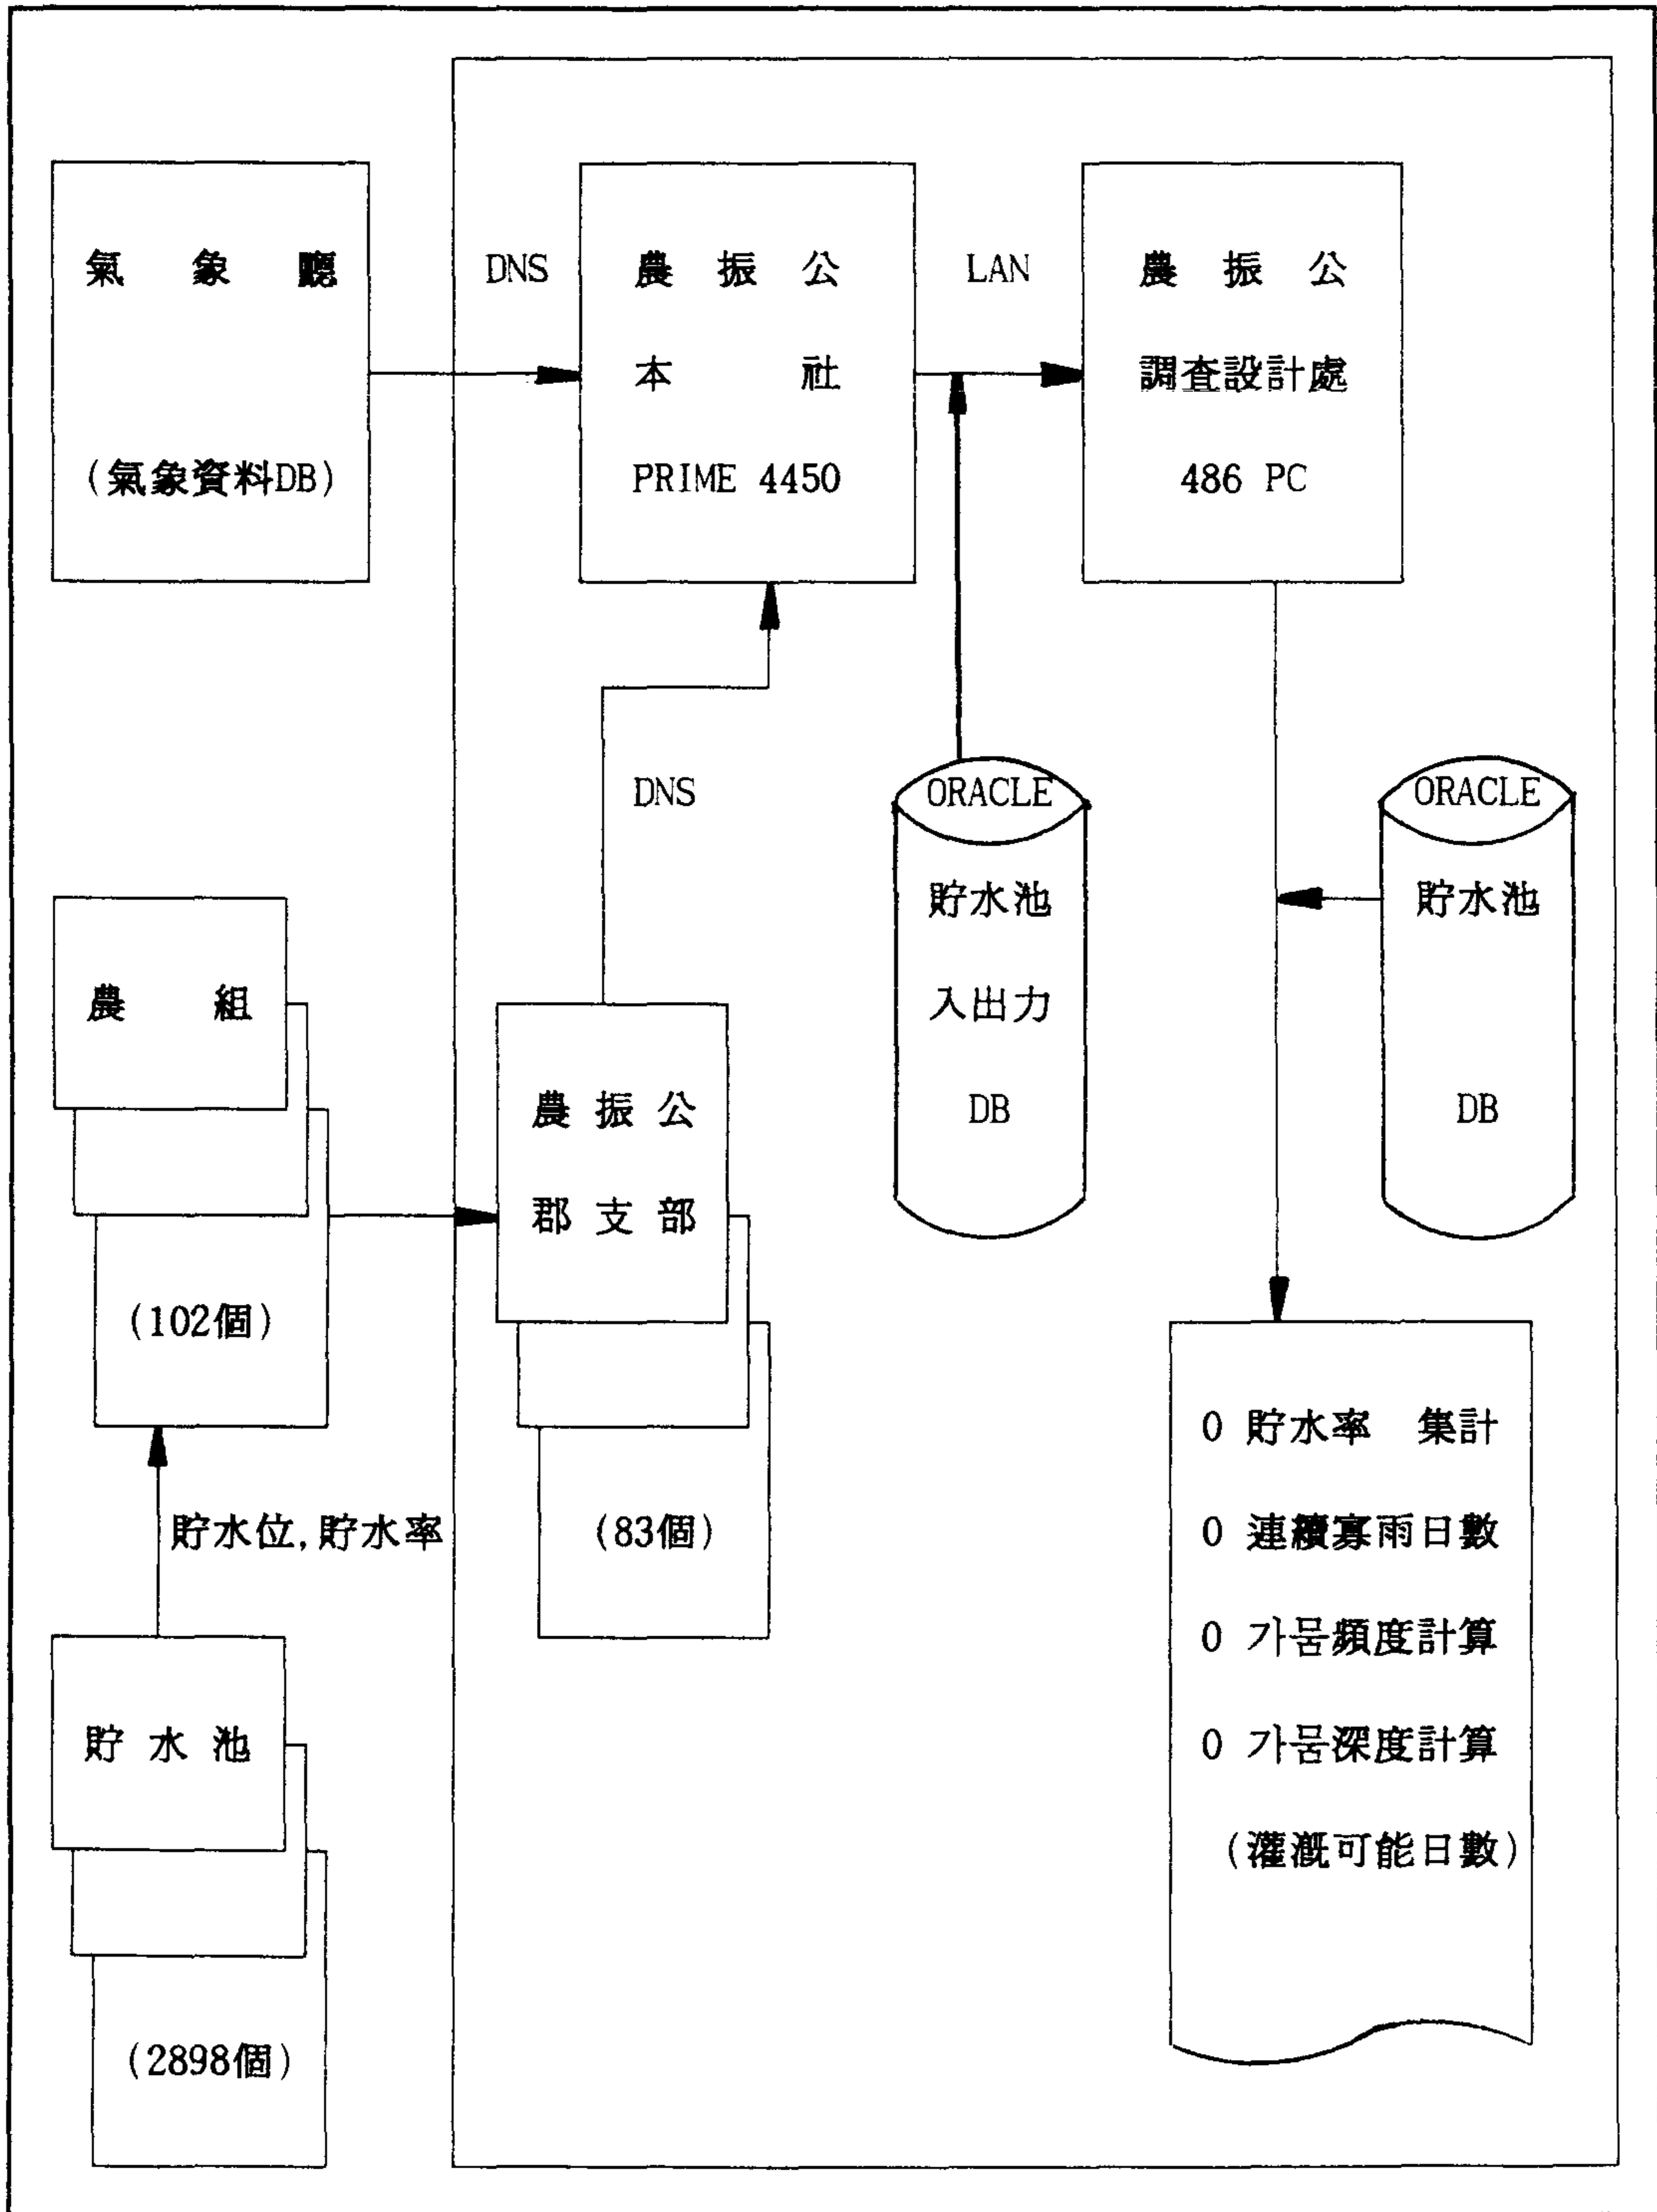 氣象廳
(氣象資料DB)
DNS
農振公
本社
PRIME 4450
LAN
農振公
調査設計處
486 PC
DNS
ORACLE
貯水池
入出力
DB
ORACLE
貯水池
DB
農組
(102個)
農振公
郡支部
(83個)
貯水位,貯水率
貯水池
(2898個)
0 貯水率 集計
0 連續寡雨日數
0 가뭄頻度計算
0 가뭄深度計算
(灌漑可能日數)